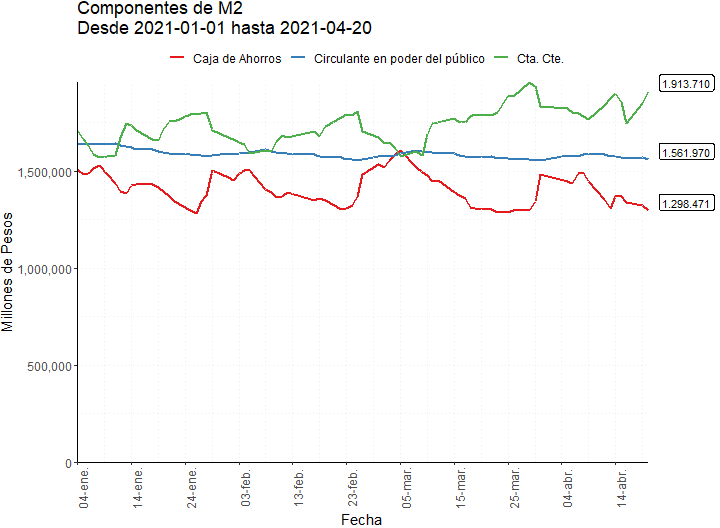 Componentes de M2
Desde 2021-01-01 hasta 2021-04-20
Caja de Ahorros Circulante en poder del público Cta. Cte.
1.913.710
1.561.970
1.298.471
1,500,000
1,000,000
500,000
0
Millones de Pesos
04-ene. 14-ene. 24-ene. 03-feb. 13-feb. 23-feb. 05-mar. 15-mar. 25-mar. 04-abr. 14-abr.
Fecha